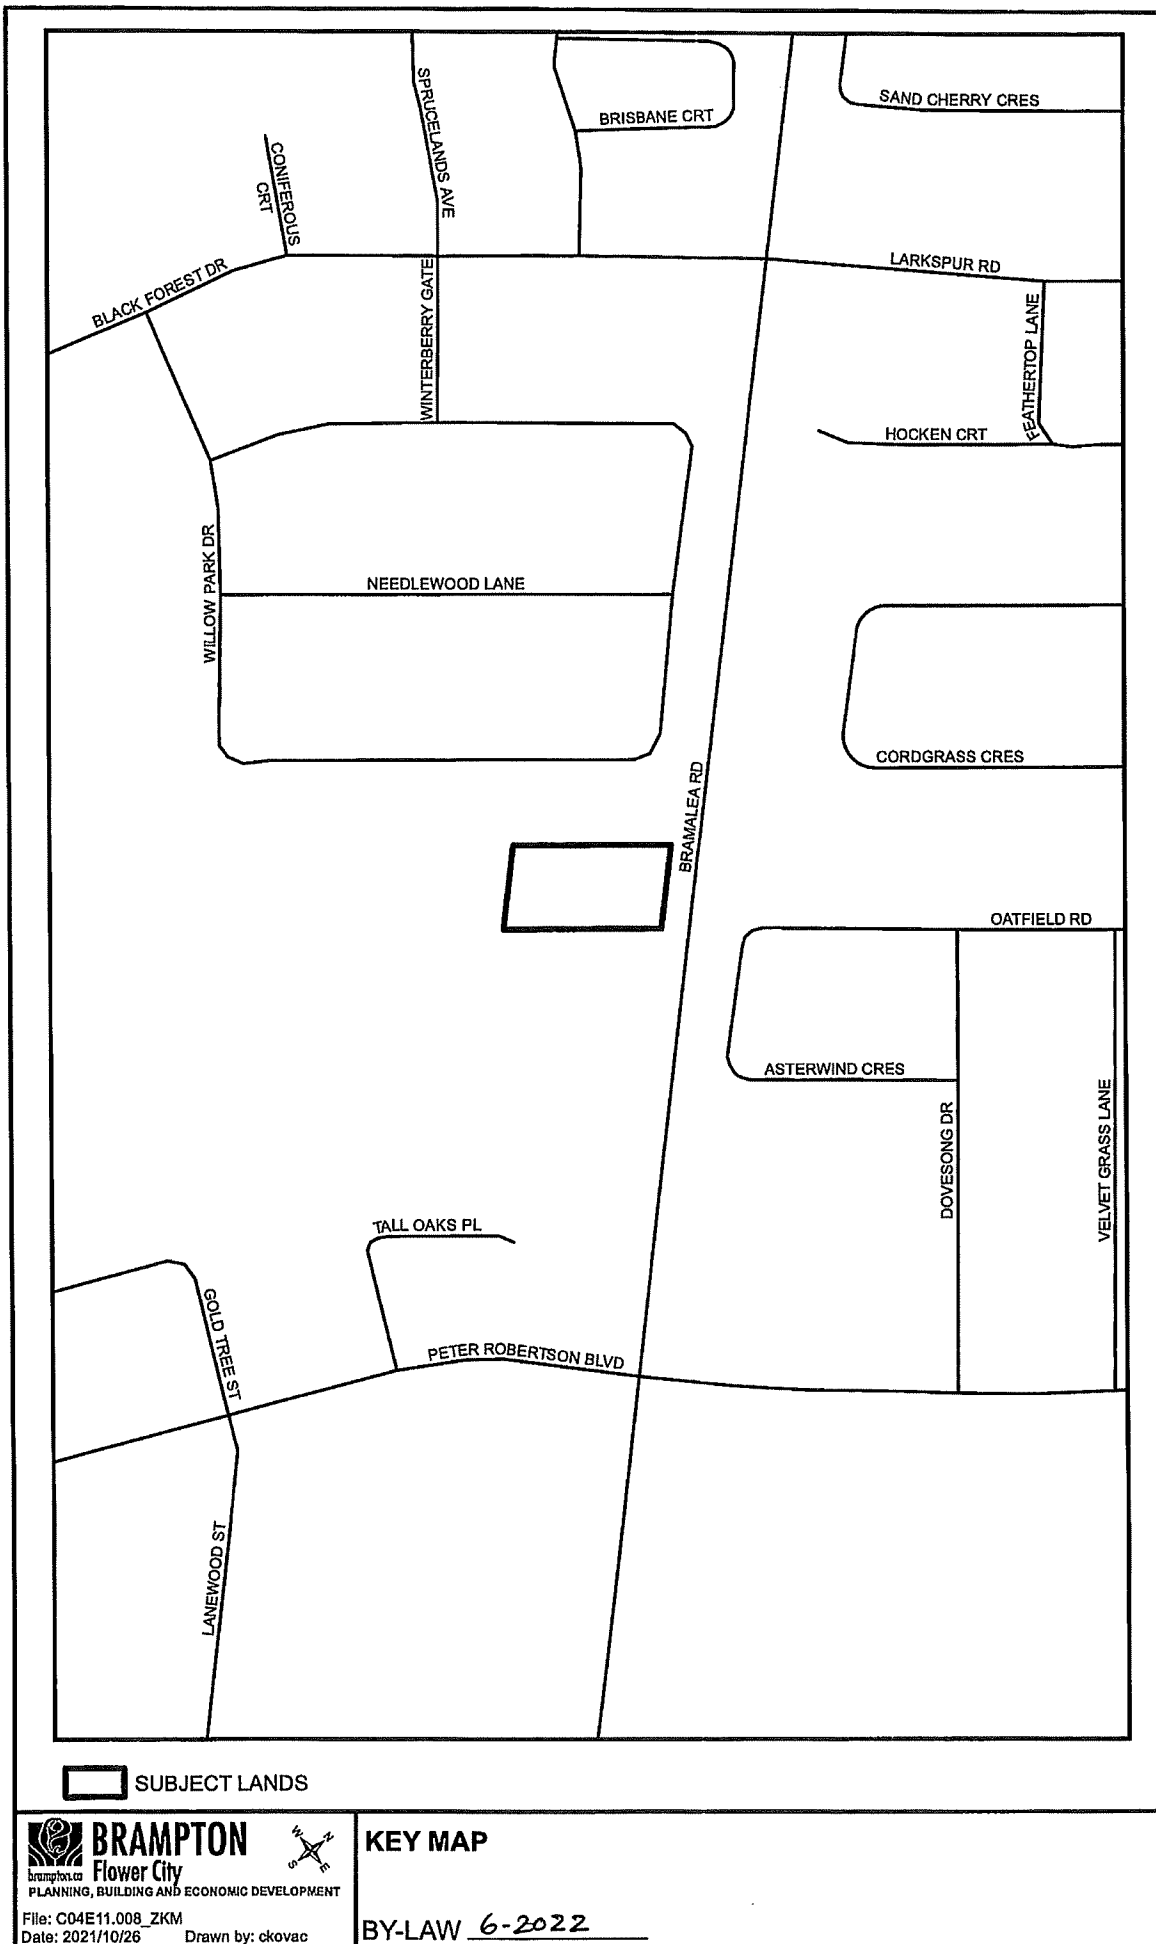 SPRUCELANDS AVE
BRISBANE CRT
SAND CHERRY CRES
CONIFEROUS
CRT
BLACK FOREST DR
WINTERBERRY GATE
LARKSPUR RD
FEATHERTOP LANE
HOCKEN CRT
WILLOW PARK DR
NEEDLEWOOD LANE
CORDGRASS CRES
BRAMALEA RD
OATFIELD RD
ASTERWIND CRES
DOVESONG DR
VELVET GRASS LANE
TALL OAKS PL
GOLD TREE ST
PETER ROBERTSON BLVD
LANEWOOD ST
SUBJECT LANDS
BRAMPTON
brampton.ca Flower City
PLANNING, BUILDING AND ECONOMIC DEVELOPMENT
W N
S E
File: C04E11.008_ZKM
Date: 2021/10/26 Drawn by: ckovac
KEY MAP
BY-LAW 6-2022